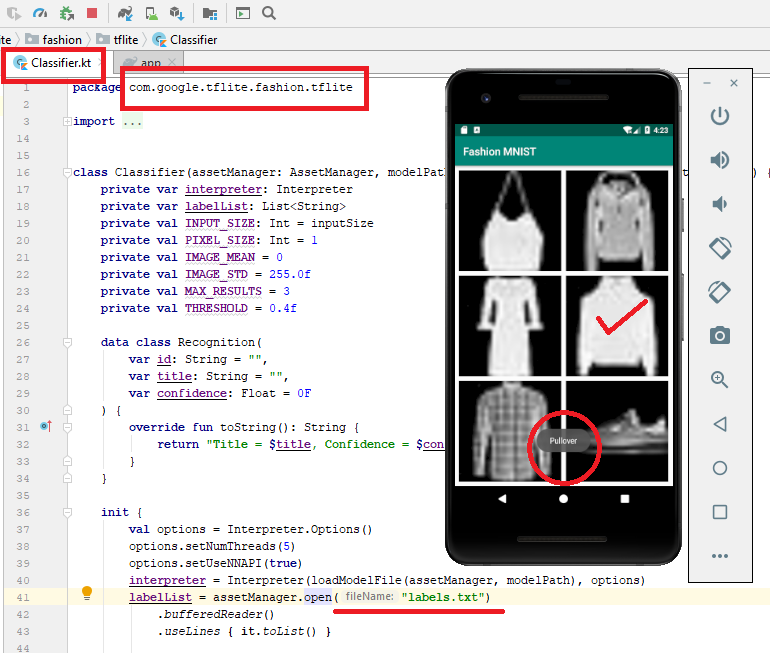 ite fashion tflite Classifier
Classifier.kt app
1 package com.google.tflite.fashion.tflite
2
3 import ...
14
15
16 class Classifier(assetManager: AssetManager, modelPat ) {
17 private var interpreter: Interpreter
18 private var labelList: List<String>
19 private val INPUT_SIZE: Int = inputSize
20 private val PIXEL_SIZE: Int = 1
21 private val IMAGE_MEAN = 0
22 private val IMAGE_STD = 255.0f
23 private val MAX_RESULTS = 3
24 private val THRESHOLD = 0.4f
25
26 data class Recognition(
27 var id: String = "",
28 var title: String = "",
29 var confidence: Float = 0F
30 ) {
31 override fun toString(): String {
32 return "Title = $title, Confidence = $con
33 }
34 }
35
36 init {
37 val options = Interpreter.Options()
38 options.setNumThreads(5)
39 options.setUseNNAPI(true)
40 interpreter = Interpreter(loadModelFile(assetManager, modelPath), options)
41 labelList = assetManager.open( fileName: "labels.txt")
42 .bufferedReader()
43 .useLines { it.toList() }
44
4:23
Fashion MNIST
Pullover